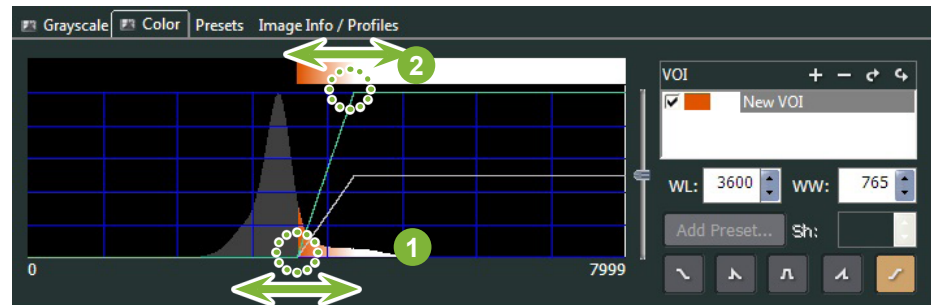 Grayscale Color Presets Image Info / Profiles
2
VOI + −
New VOI
WL: 3600 WW: 765
Add Preset... Sh:
1
0 7999